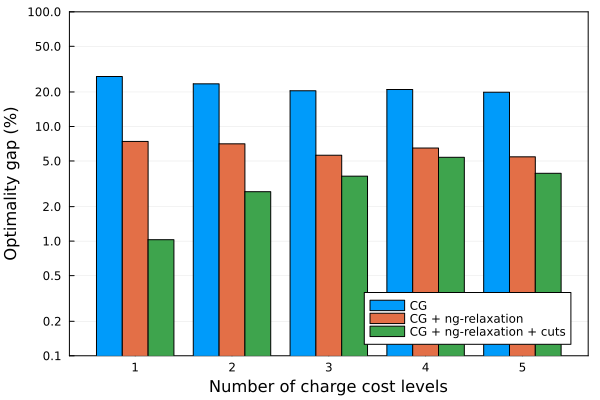 100.0
50.0
20.0
10.0
5.0
2.0
1.0
0.5
0.2
0.1
Optimality gap (%)
1 2 3 4 5
Number of charge cost levels
CG
CG + ng-relaxation
CG + ng-relaxation + cuts